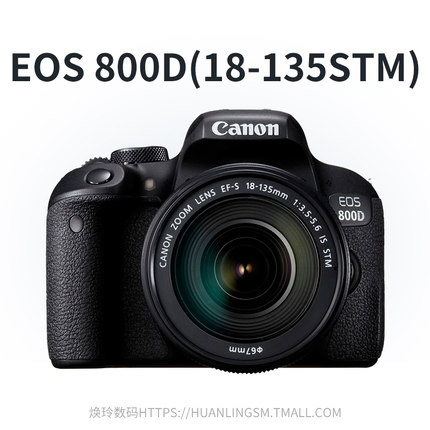 EOS 800D(18-135STM)
Canon
EOS
800D
CANON ZOOM LENS EF-S 18-135mm 1:3.5-5.6 IS STM
φ67mm
焕玲数码HTTPS://HUANLINGSM.TMALL.COM